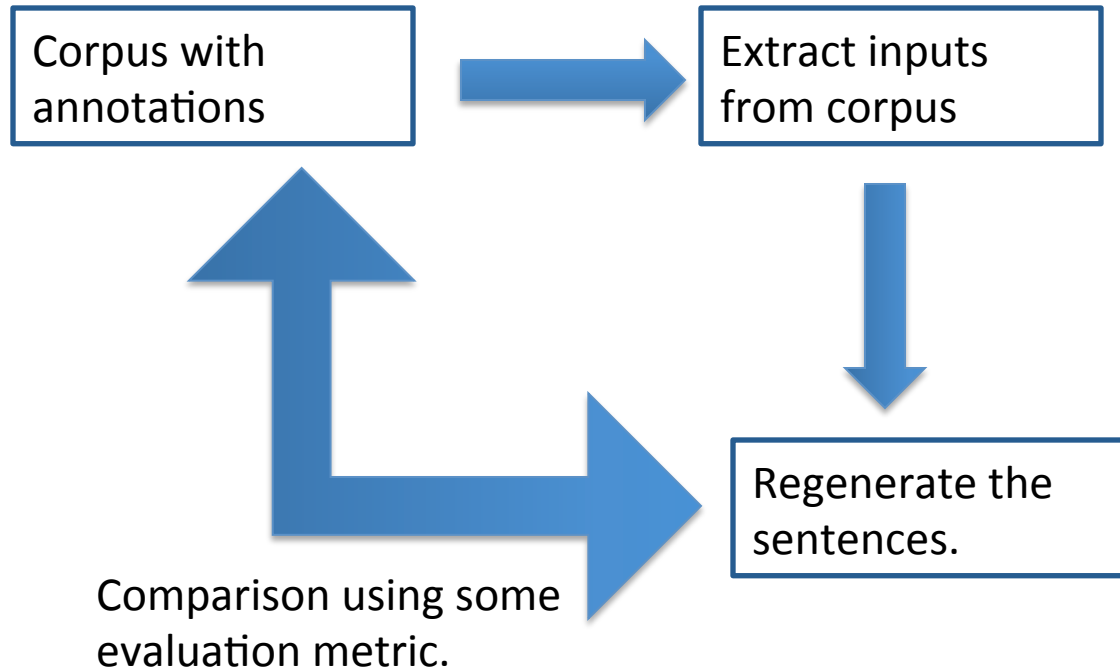 Corpus with
annotations
Extract inputs
from corpus
Regenerate the
sentences.
Comparison using some
evaluation metric.